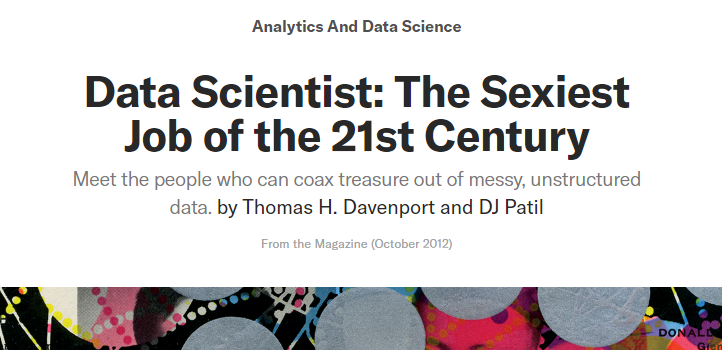 Analytics And Data Science
Data Scientist: The Sexiest
Job of the 21st Century
Meet the people who can coax treasure out of messy, unstructured
data. by Thomas H. Davenport and DJ Patil
From the Magazine (October 2012)